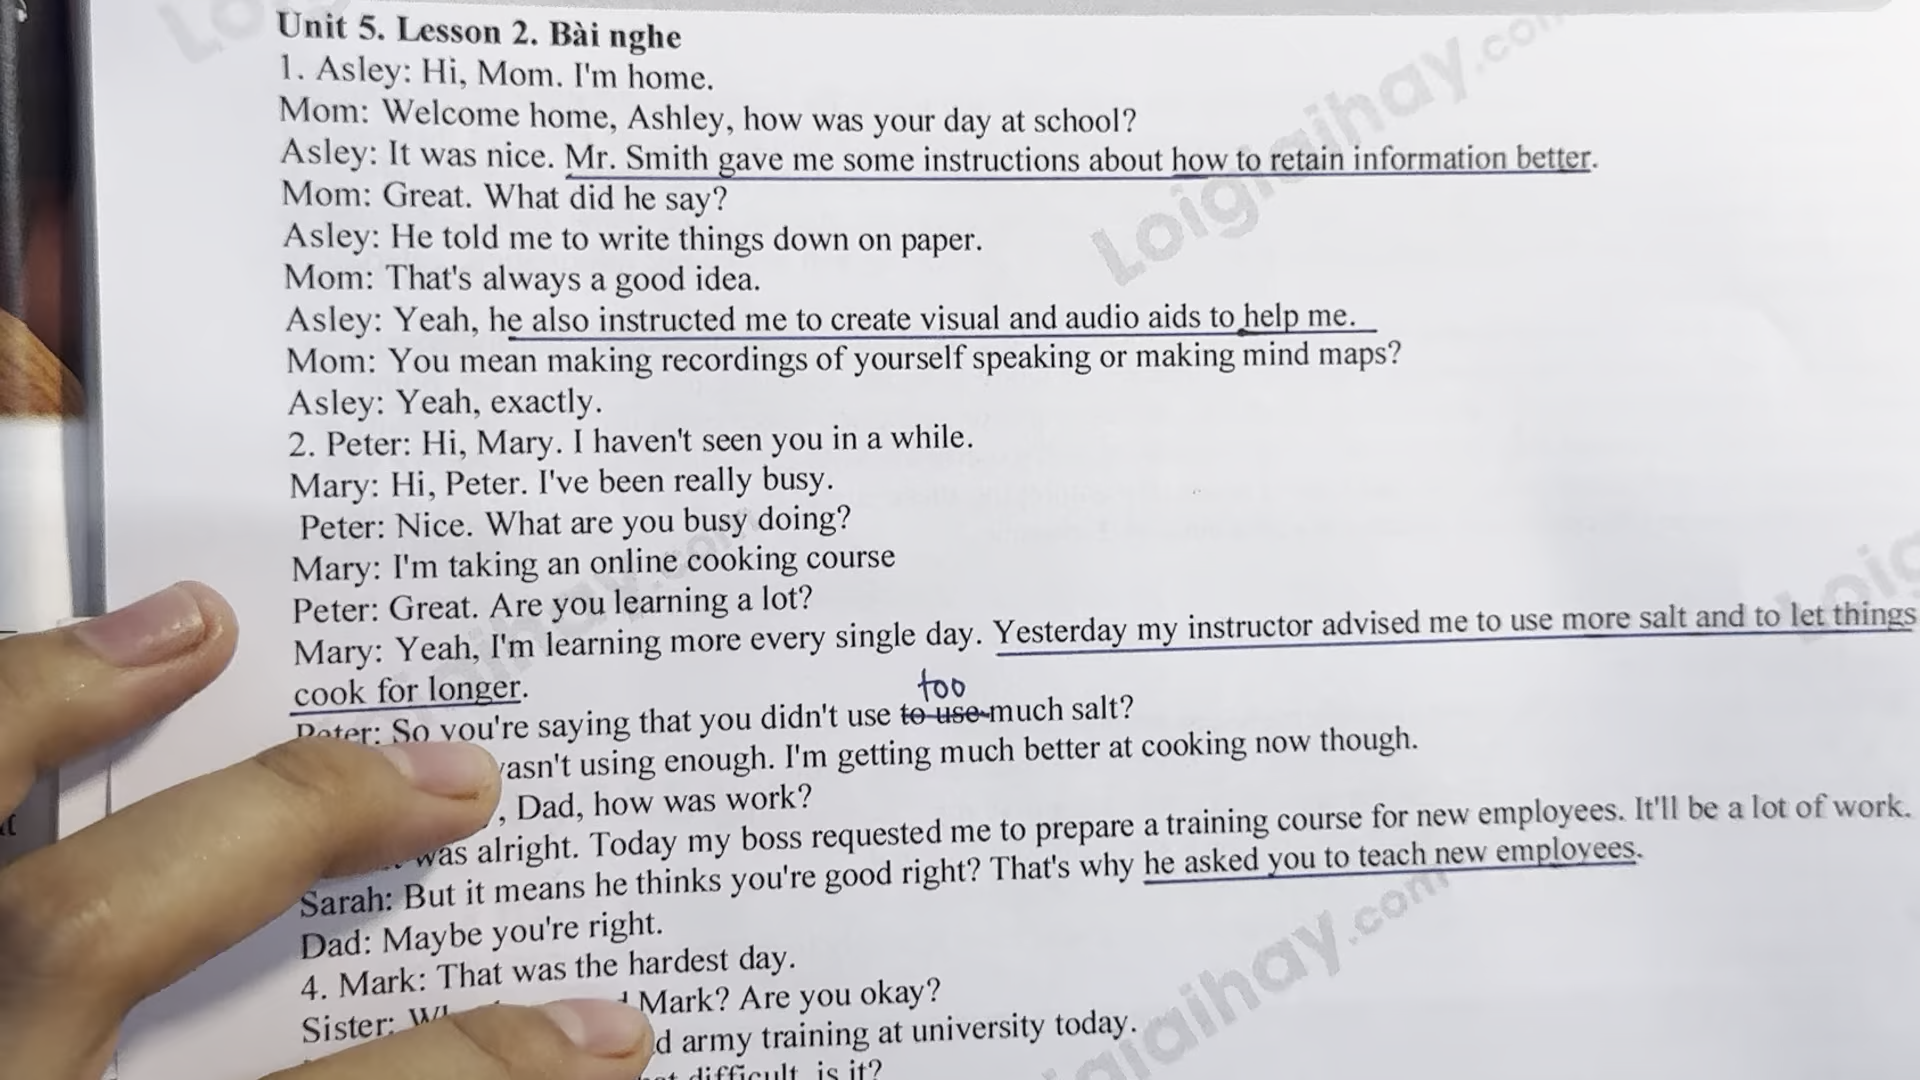 Unit 5. Lesson 2. Bài nghe
1. Asley: Hi, Mom. I'm home.
Mom: Welcome home, Ashley, how was your day at school?
Asley: It was nice. Mr. Smith gave me some instructions about how to retain information better.
Mom: Great. What did he say?
Asley: He told me to write things down on paper.
Mom: That's always a good idea.
Asley: Yeah, he also instructed me to create visual and audio aids to help me.
Mom: You mean making recordings of yourself speaking or making mind maps?
Asley: Yeah, exactly.
2. Peter: Hi, Mary. I haven't seen you in a while.
Mary: Hi, Peter. I've been really busy.
Peter: Nice. What are you busy doing?
Mary: I'm taking an online cooking course
Peter: Great. Are you learning a lot?
Mary: Yeah, I'm learning more every single day. Yesterday my instructor advised me to use more salt and to let things
cook for longer.
too
Peter: So you're saying that you didn't use to use much salt?
using enough. I'm getting much better at cooking now though.
, Dad, how was work?
was alright. Today my boss requested me to prepare a training course for new employees. It'll be a lot of work.
Sarah: But it means he thinks you're good right? That's why he asked you to teach new employees.
Dad: Maybe you're right.
4. Mark: That was the hardest day.
Sister: Mark? Are you okay?
army training at university today.
difficult, is it?
Loigiaihay.com